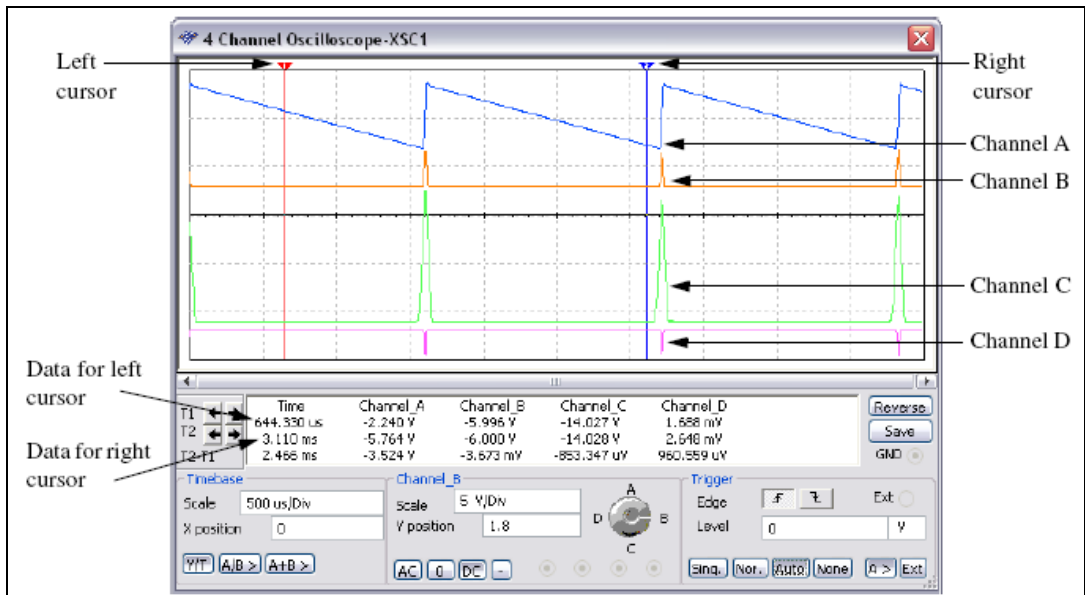 4 Channel Oscilloscope-XSC1
Left cursor
Right cursor
Channel A
Channel B
Channel C
Channel D
Data for left cursor
Data for right cursor
Time Channel_A Channel_B Channel_C Channel_D
T1 644.330 us -2.240 V -5.996 V -14.027 V 1.688 mV
T2 3.110 ms -5.764 V -6.000 V -14.028 V 2.648 mV
T2-T1 2.466 ms -3.524 V -3.673 mV -853.347 uV 960.559 uV
Reverse
Save
GND
Timebase
Scale 500 us/Div
X position 0
Y/T A/B > A+B >
Channel_B
Scale 5 V/Div
Y position 1.8
AC 0 DC -
A
B
C
D
Trigger
Edge Ext
Level 0 V
Sing. Nor. Auto None A > Ext